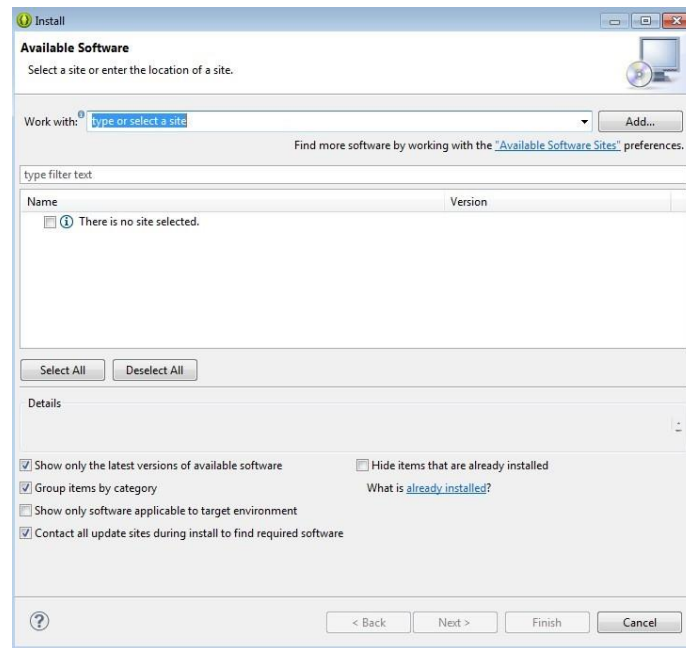 Install
Available Software
Select a site or enter the location of a site.
Work with: type or select a site Add...
Find more software by working with the "Available Software Sites" preferences.
type filter text
Name Version
There is no site selected.
Select All Deselect All
Details
Show only the latest versions of available software Hide items that are already installed
Group items by category What is already installed?
Show only software applicable to target environment
Contact all update sites during install to find required software
? < Back Next > Finish Cancel